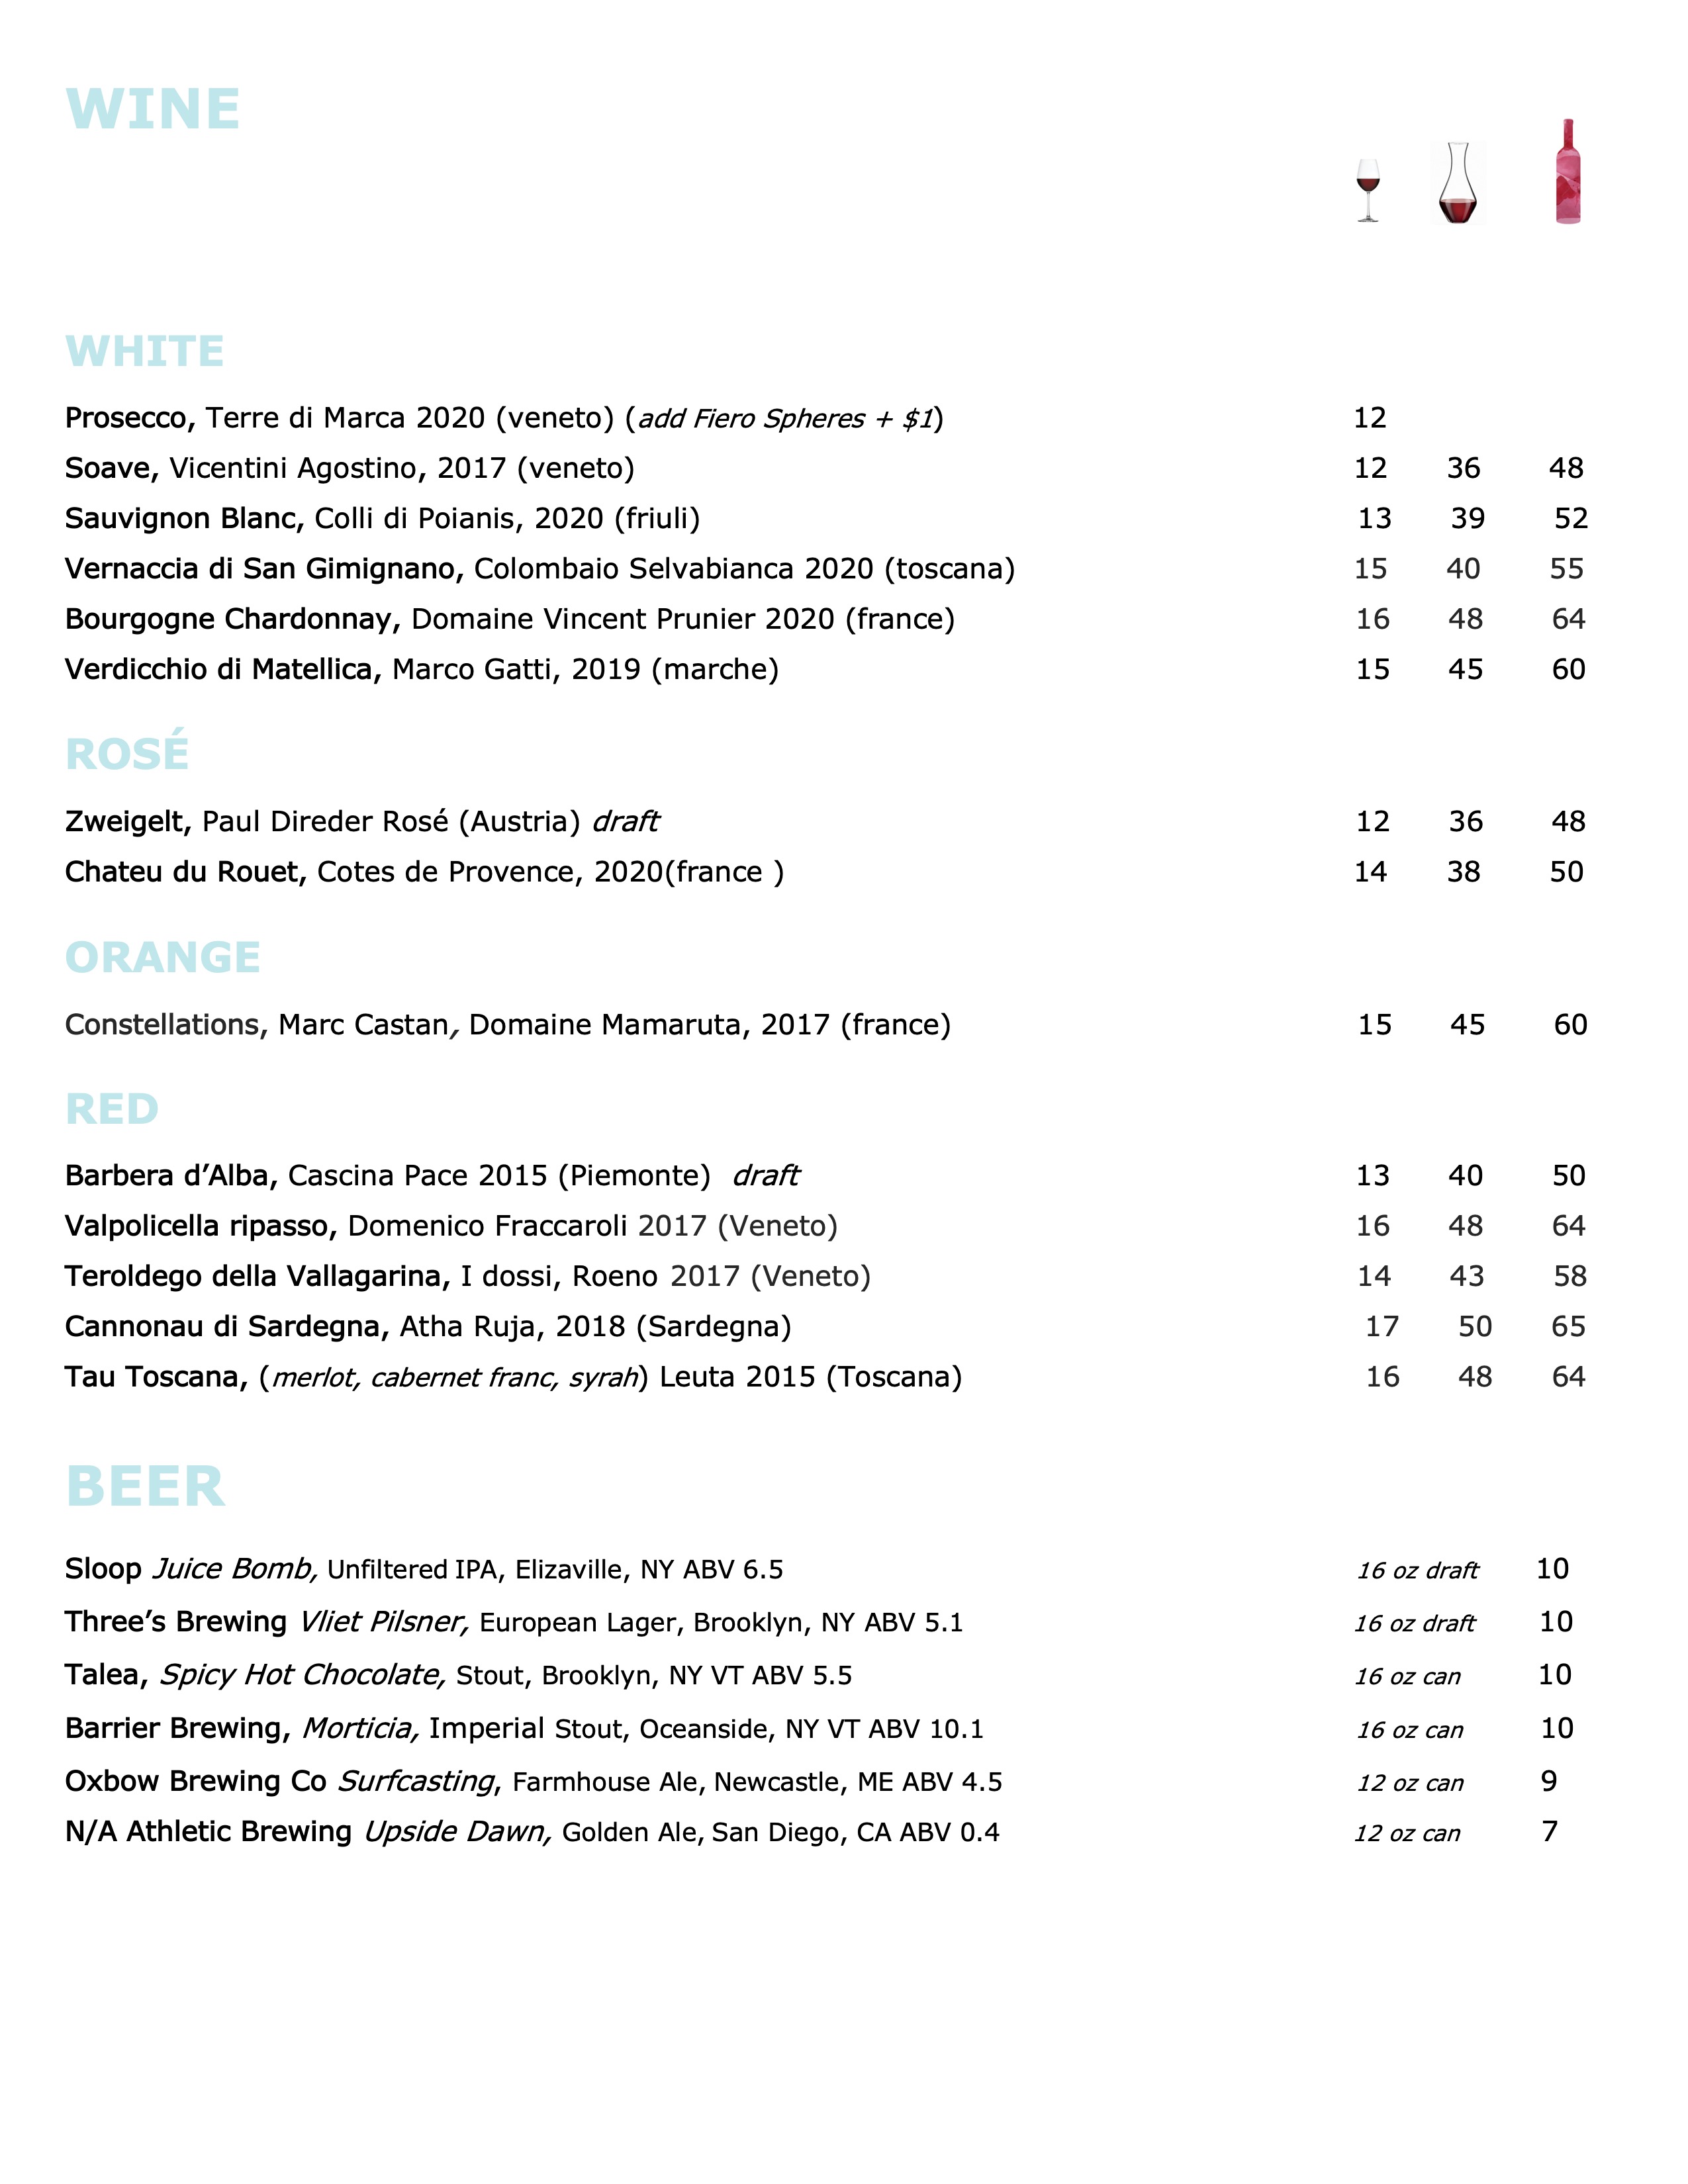 WINE
WHITE
Prosecco, Terre di Marca 2020 (veneto) (add Fiero Spheres + $1) 12
Soave, Vicentini Agostino, 2017 (veneto) 12 36 48
Sauvignon Blanc, Colli di Poianis, 2020 (friuli) 13 39 52
Vernaccia di San Gimignano, Colombaio Selvabianca 2020 (toscana) 15 40 55
Bourgogne Chardonnay, Domaine Vincent Prunier 2020 (france) 16 48 64
Verdicchio di Matellica, Marco Gatti, 2019 (marche) 15 45 60
ROSÉ
Zweigelt, Paul Direder Rosé (Austria) draft 12 36 48
Chateu du Rouet, Cotes de Provence, 2020(france ) 14 38 50
ORANGE
Constellations, Marc Castan, Domaine Mamaruta, 2017 (france) 15 45 60
RED
Barbera d’Alba, Cascina Pace 2015 (Piemonte) draft 13 40 50
Valpolicella ripasso, Domenico Fraccaroli 2017 (Veneto) 16 48 64
Teroldego della Vallagarina, I dossi, Roeno 2017 (Veneto) 14 43 58
Cannonau di Sardegna, Atha Ruja, 2018 (Sardegna) 17 50 65
Tau Toscana, (merlot, cabernet franc, syrah) Leuta 2015 (Toscana) 16 48 64
BEER
Sloop Juice Bomb, Unfiltered IPA, Elizaville, NY ABV 6.5 16 oz draft 10
Three’s Brewing Vliet Pilsner, European Lager, Brooklyn, NY ABV 5.1 16 oz draft 10
Talea, Spicy Hot Chocolate, Stout, Brooklyn, NY VT ABV 5.5 16 oz can 10
Barrier Brewing, Morticia, Imperial Stout, Oceanside, NY VT ABV 10.1 16 oz can 10
Oxbow Brewing Co Surfcasting, Farmhouse Ale, Newcastle, ME ABV 4.5 12 oz can 9
N/A Athletic Brewing Upside Dawn, Golden Ale, San Diego, CA ABV 0.4 12 oz can 7